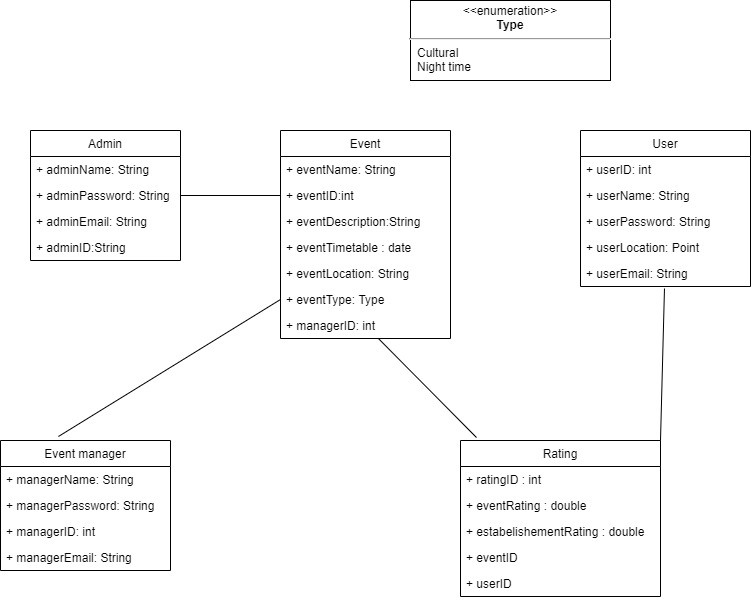 <<enumeration>>
Type
Cultural
Night time
Admin
+ adminName: String
+ adminPassword: String
+ adminEmail: String
+ adminID:String
Event
+ eventName: String
+ eventID:int
+ eventDescription:String
+ eventTimetable : date
+ eventLocation: String
+ eventType: Type
+ managerID: int
User
+ userID: int
+ userName: String
+ userPassword: String
+ userLocation: Point
+ userEmail: String
Event manager
+ managerName: String
+ managerPassword: String
+ managerID: int
+ managerEmail: String
Rating
+ ratingID : int
+ eventRating : double
+ estabelishementRating : double
+ eventID
+ userID